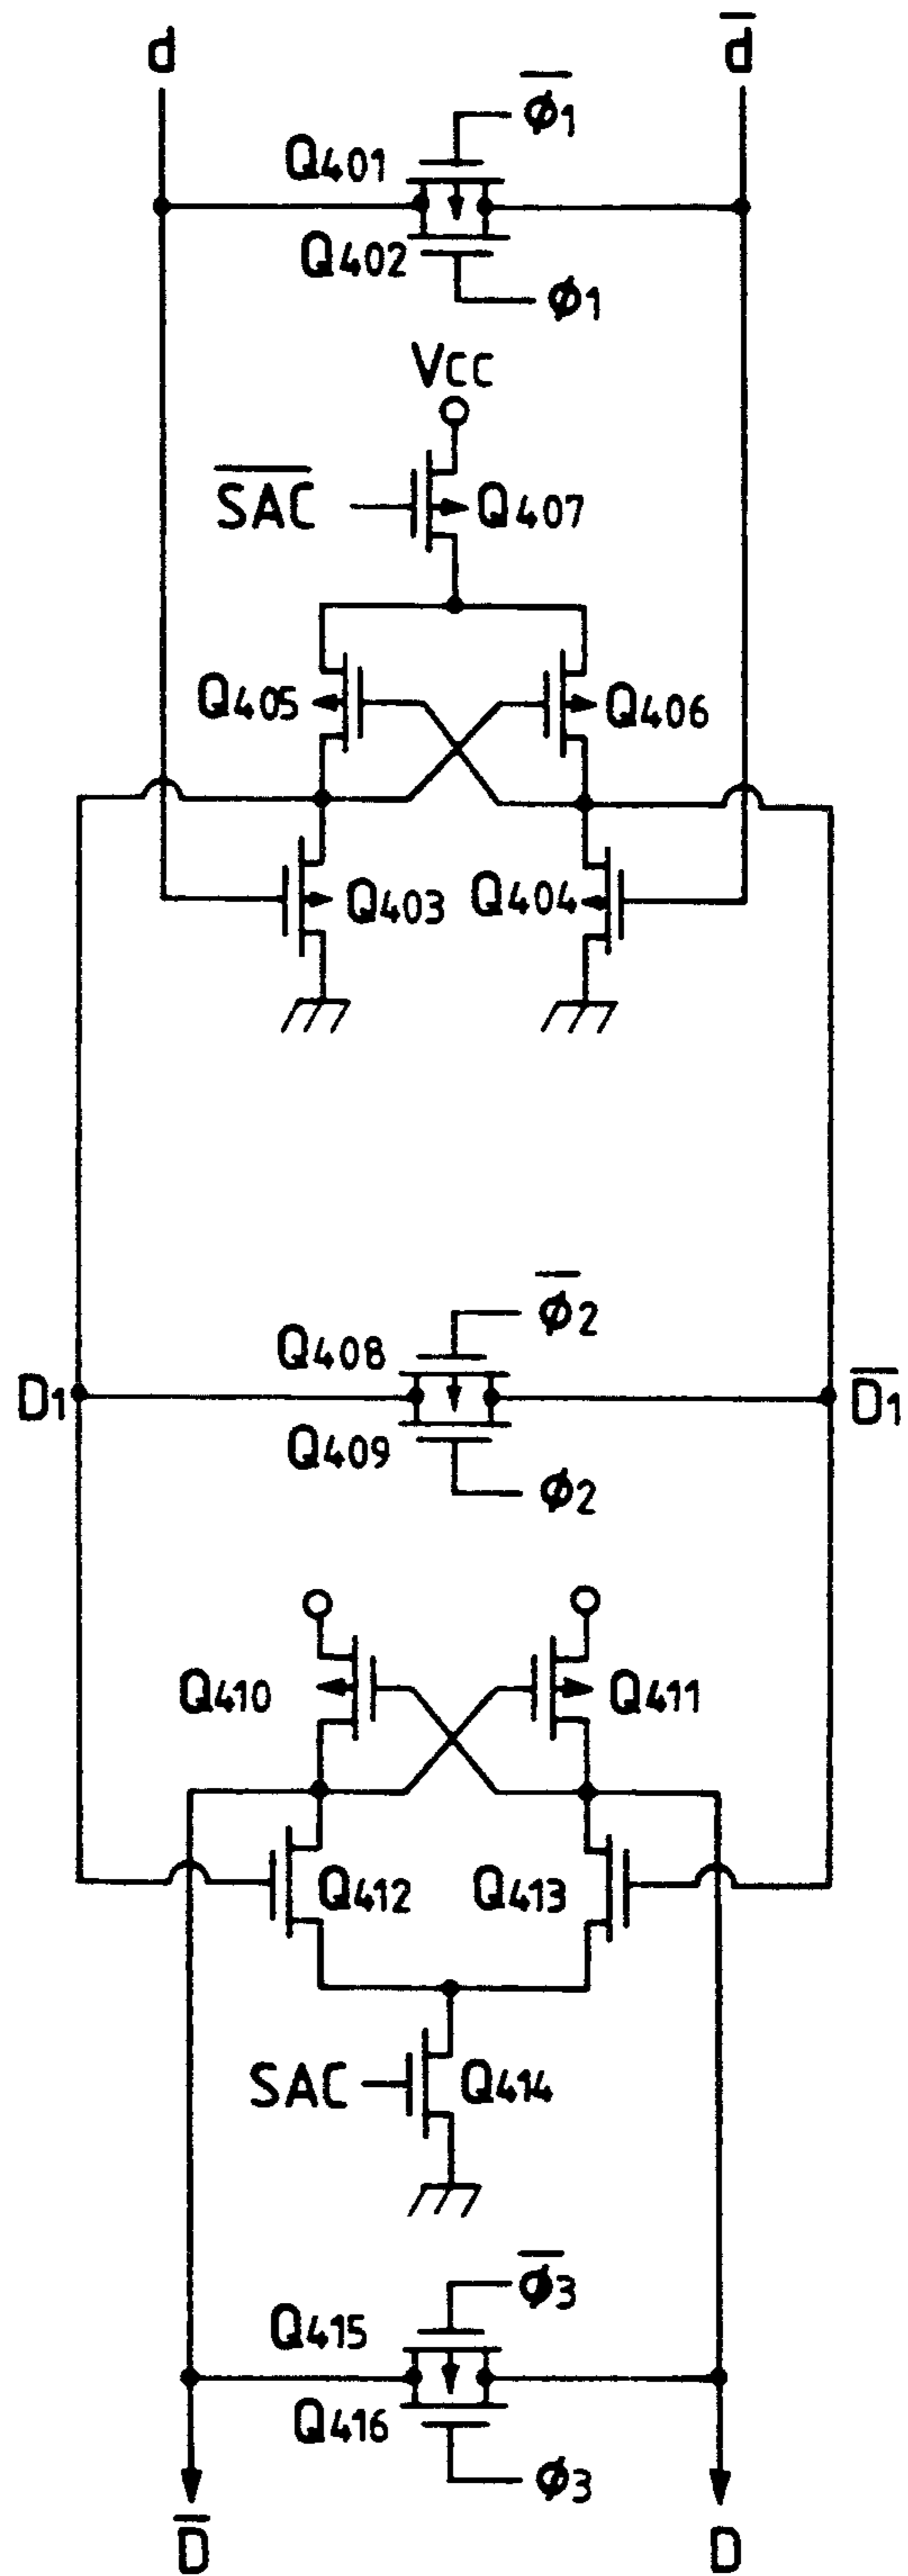 d d̅
φ̅1
Q401
Q402
φ1
VCC
S̅A̅C̅ Q407
Q405 Q406
Q403 Q404
φ̅2
Q408
D1 D̅1̅
Q409
φ2
Q410 Q411
Q412 Q413
SAC Q414
φ̅3
Q415
Q416
φ3
D̅ D